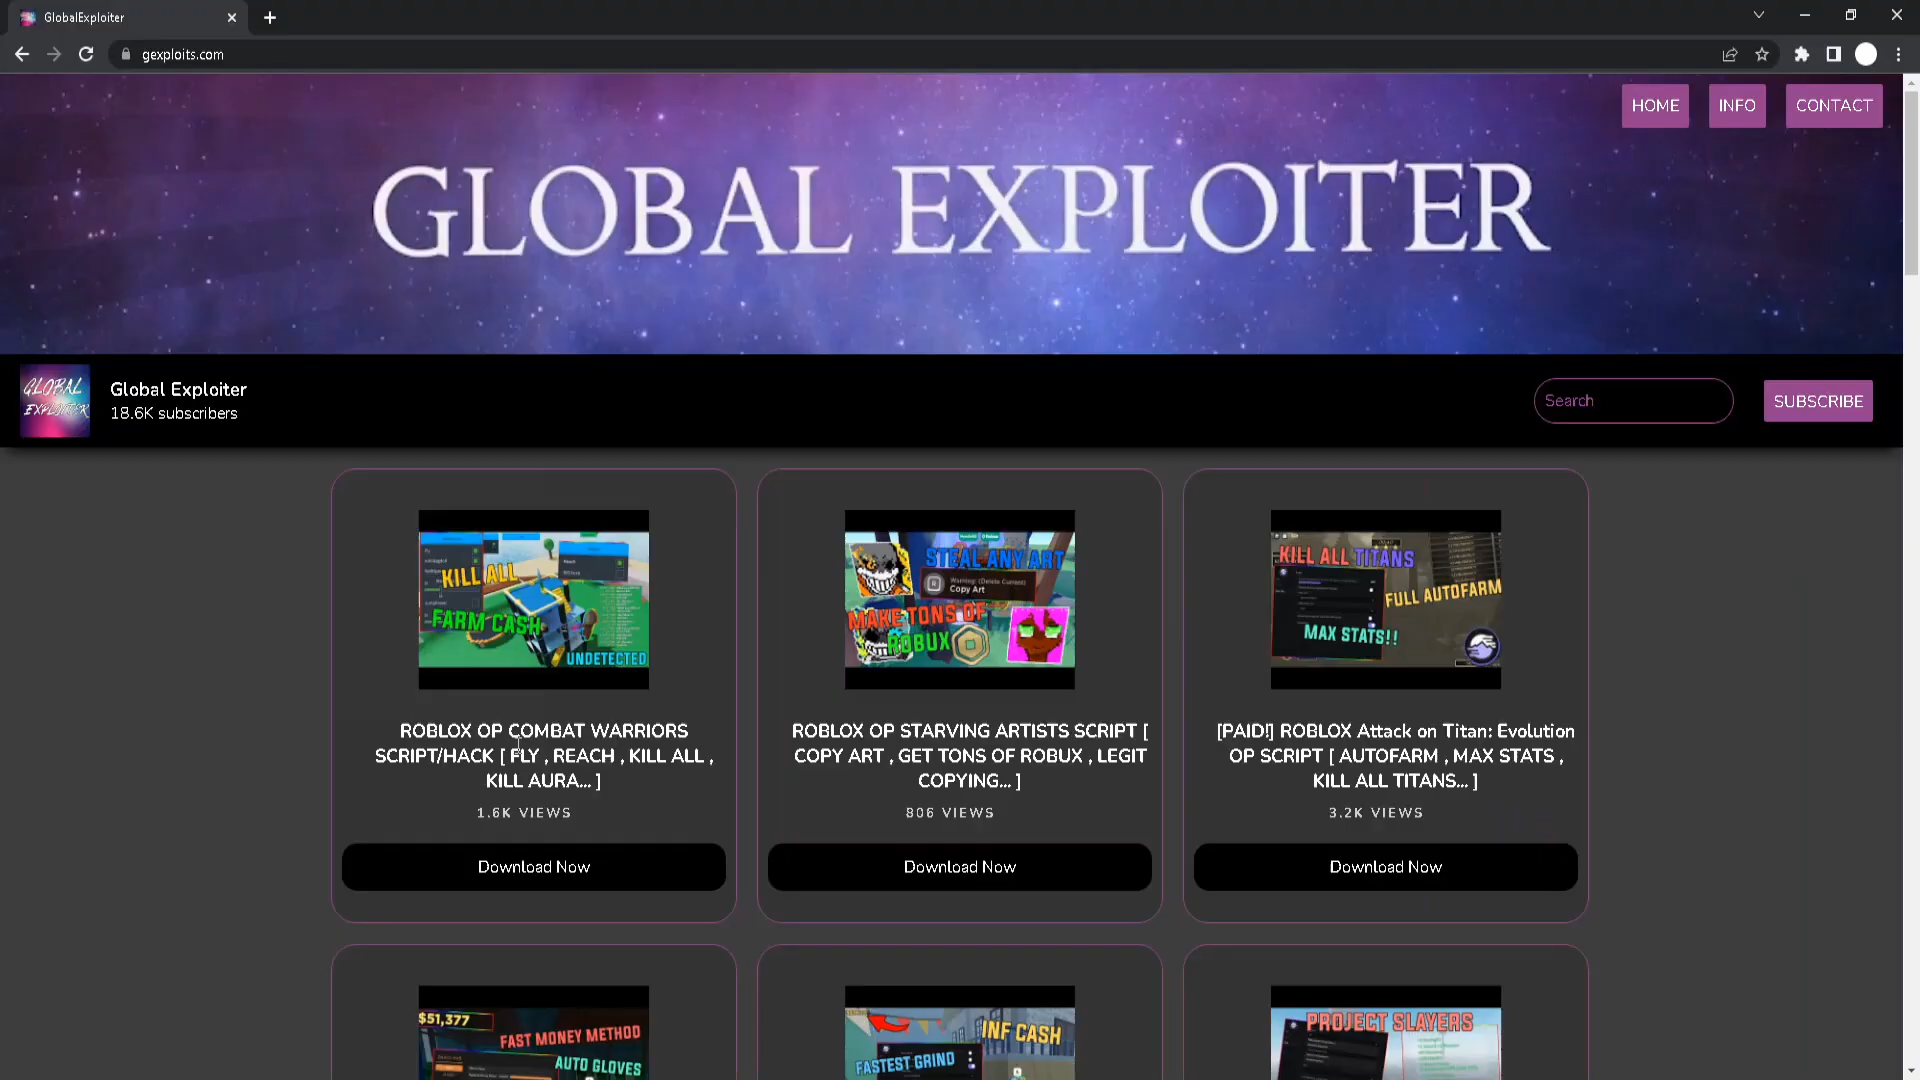 GlobalExploiter
gexploits.com
HOME
INFO
CONTACT
GLOBAL EXPLOITER
GLOBAL
EXPLOITER
Global Exploiter
18.6K subscribers
Search
SUBSCRIBE
KILL ALL
FARM CASH
UNDETECTED
STEAL ANY ART
Warning: (Delete Current)
Copy Art
MAKE TONS OF
ROBUX
KILL ALL TITANS
FULL AUTOFARM
MAX STATS!!
ROBLOX OP COMBAT WARRIORS
SCRIPT/HACK [ FLY , REACH , KILL ALL ,
KILL AURA... ]
1.6K VIEWS
Download Now
ROBLOX OP STARVING ARTISTS SCRIPT [
COPY ART , GET TONS OF ROBUX , LEGIT
COPYING... ]
806 VIEWS
Download Now
[PAID!] ROBLOX Attack on Titan: Evolution
OP SCRIPT [ AUTOFARM , MAX STATS ,
KILL ALL TITANS... ]
3.2K VIEWS
Download Now
$51,377
FAST MONEY METHOD
AUTO GLOVES
INF CASH
FASTEST GRIND
PROJECT SLAYERS